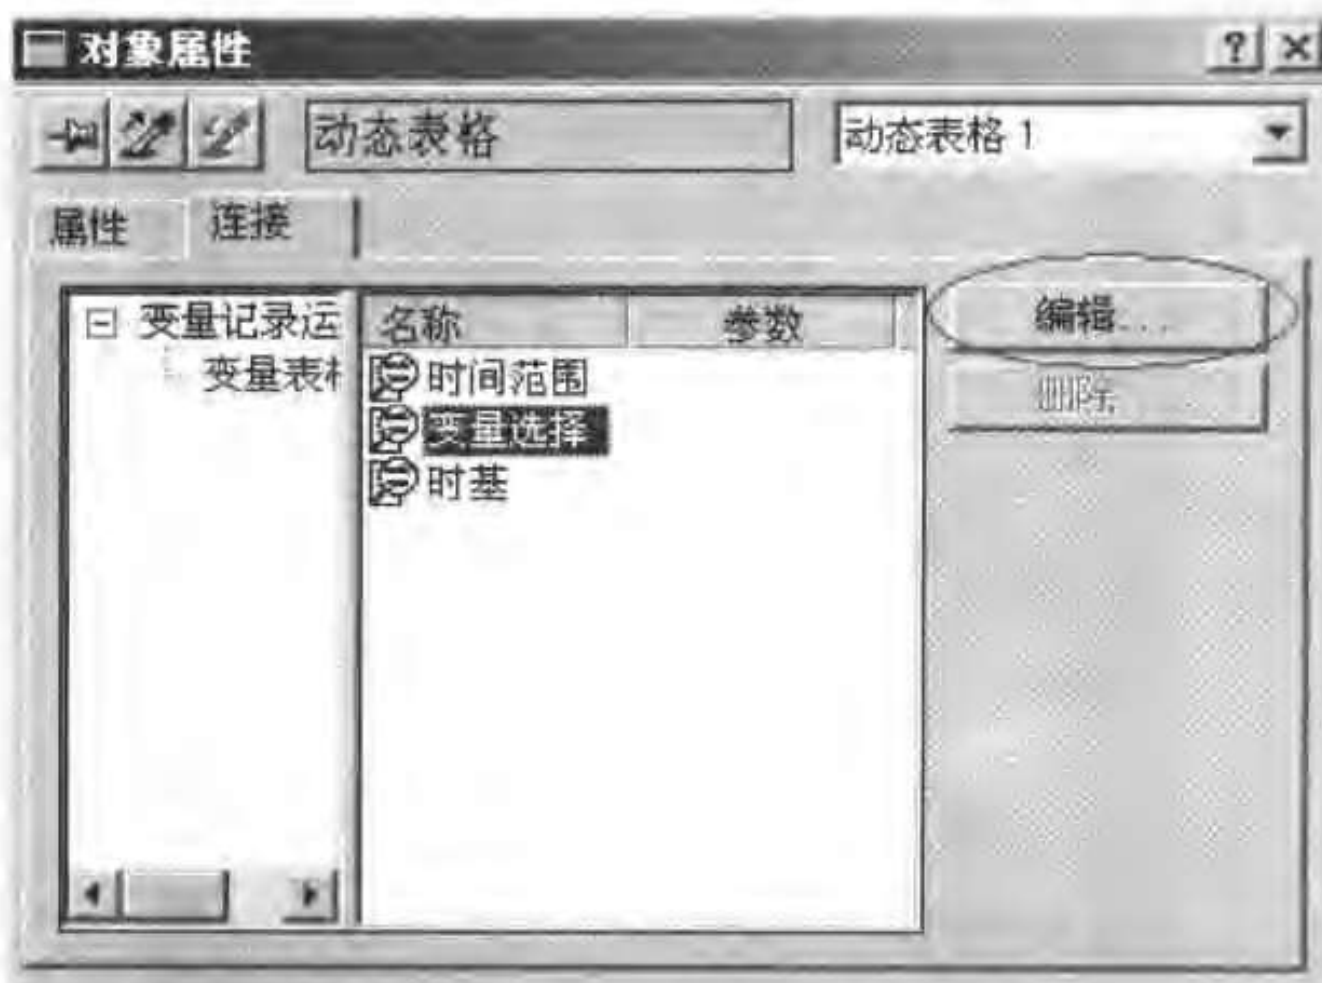 对象属性
动态表格 动态表格 1
属性 连接
变量记录运 名称 参数 编辑...
变量表 时间范围 删除
变量选择
时基